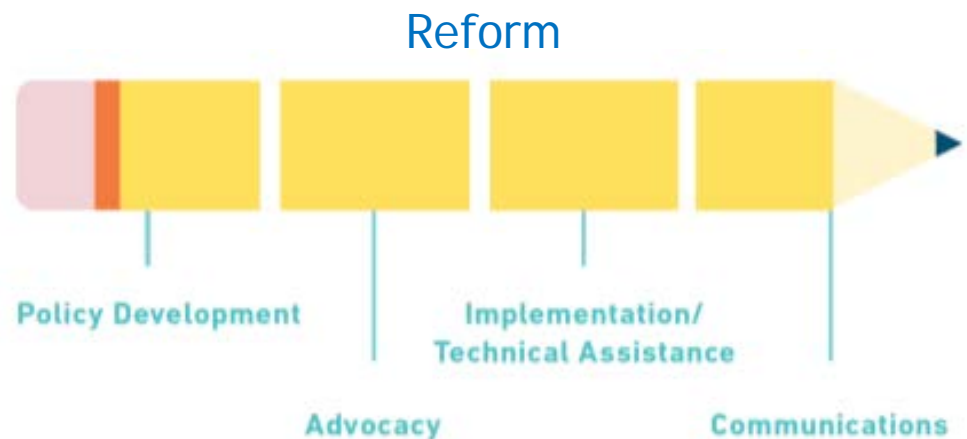 Reform
Policy Development
Implementation/
Technical Assistance
Advocacy
Communications